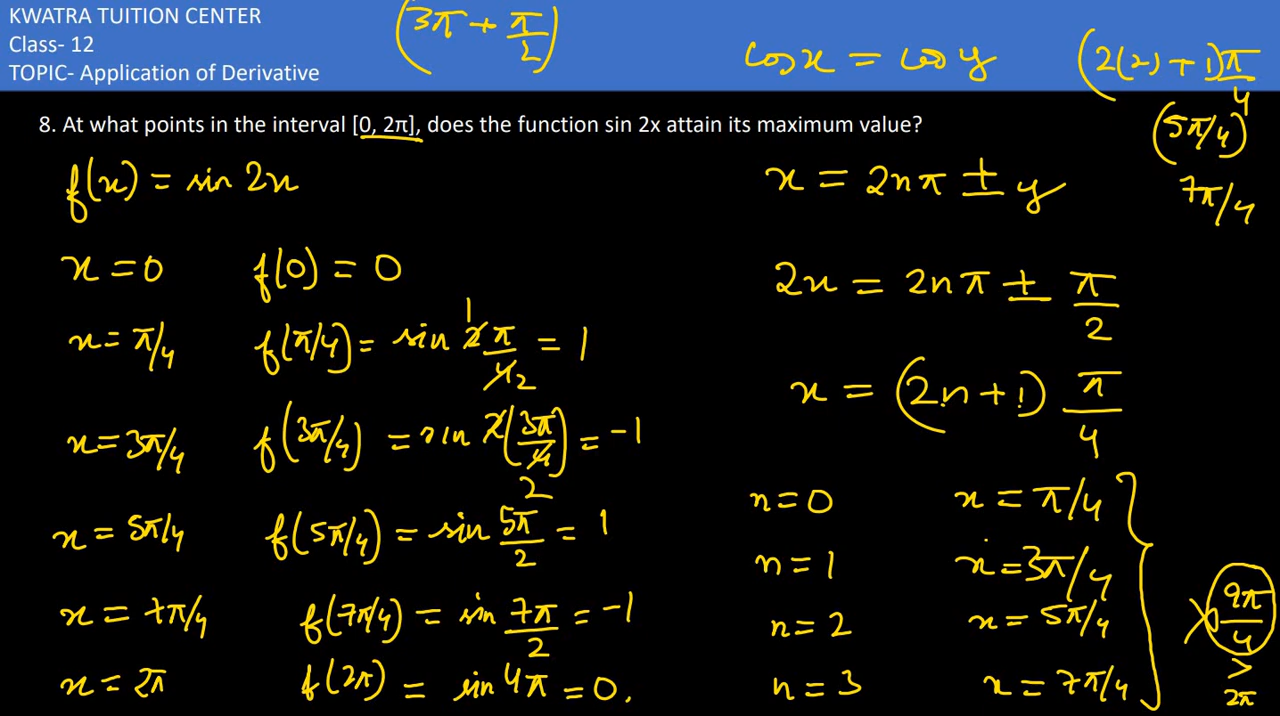 KWATRA TUITION CENTER
Class- 12
TOPIC- Application of Derivative
(3π + π/2)
cos x = cos y
(2(2) + 1) π/4
(5π/4)
7π/4
8. At what points in the interval [0, 2π], does the function sin 2x attain its maximum value?
f(x) = sin 2x
x = 0 f(0) = 0
x = π/4 f(π/4) = sin 2π/4 1 2 = 1
x = 3π/4 f(3π/4) = sin 2(3π/4) 2 = -1
x = 5π/4 f(5π/4) = sin 5π/2 = 1
x = 7π/4 f(7π/4) = sin 7π/2 = -1
x = 2π f(2π) = sin 4π = 0.
x = 2nπ ± y
2x = 2nπ ± π/2
x = (2n+1) π/4
n = 0 x = π/4
n = 1 x = 3π/4
n = 2 x = 5π/4
n = 3 x = 7π/4
9π/4
> 2π